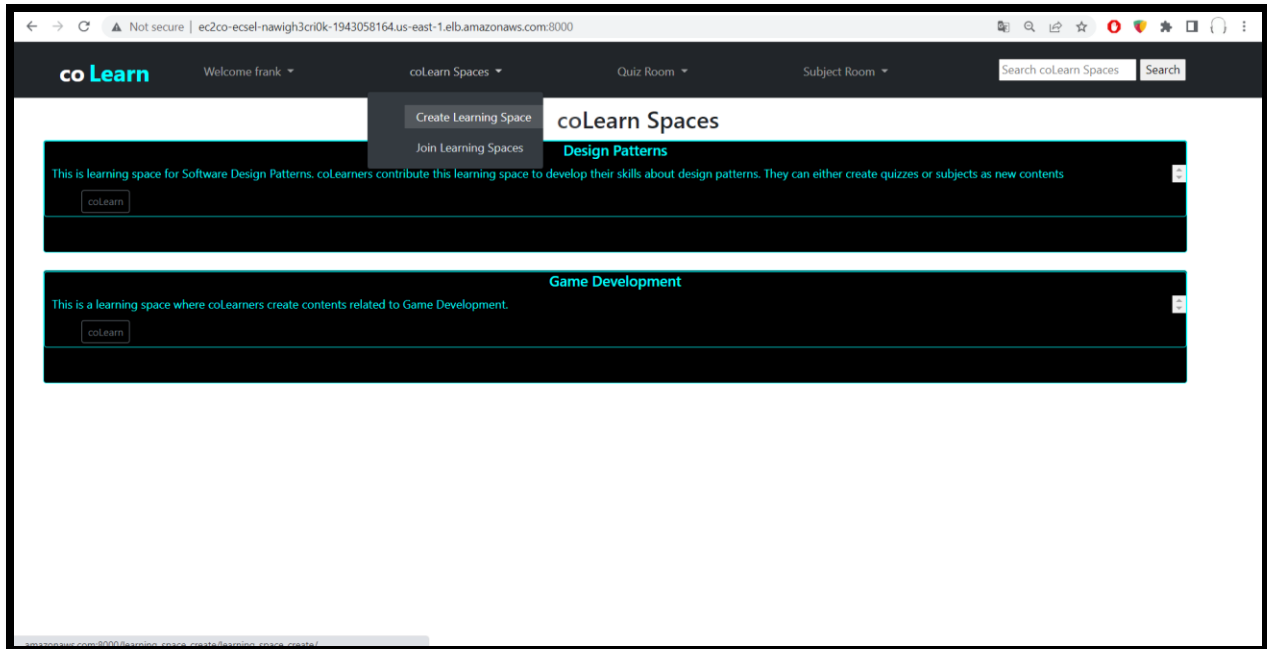 Not secure | ec2co-ecsel-nawigh3cri0k-1943058164.us-east-1.elb.amazonaws.com:8000
co Learn
Welcome frank
coLearn Spaces
Quiz Room
Subject Room
Search coLearn Spaces
Search
Create Learning Space
Join Learning Spaces
coLearn Spaces
Design Patterns
This is learning space for Software Design Patterns. coLearners contribute this learning space to develop their skills about design patterns. They can either create quizzes or subjects as new contents
coLearn
Game Development
This is a learning space where coLearners create contents related to Game Development.
coLearn
amazonaws.com:8000/learning_space_create/learning_space_create/